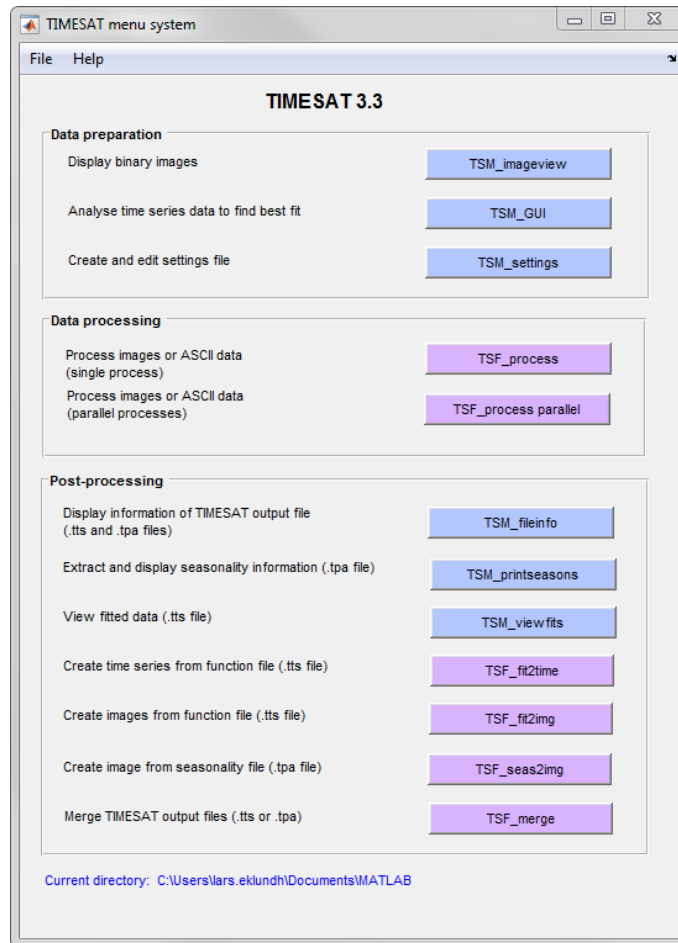 TIMESAT menu system
File Help
TIMESAT 3.3
Data preparation
Display binary images TSM_imageview
Analyse time series data to find best fit TSM_GUI
Create and edit settings file TSM_settings
Data processing
Process images or ASCII data
(single process) TSF_process
Process images or ASCII data
(parallel processes) TSF_process parallel
Post-processing
Display information of TIMESAT output file
(.tts and .tpa files) TSM_fileinfo
Extract and display seasonality information (.tpa file) TSM_printseasons
View fitted data (.tts file) TSM_viewfits
Create time series from function file (.tts file) TSF_fit2time
Create images from function file (.tts file) TSF_fit2img
Create image from seasonality file (.tpa file) TSF_seas2img
Merge TIMESAT output files (.tts or .tpa) TSF_merge
Current directory: C:\Users\lars.eklundh\Documents\MATLAB